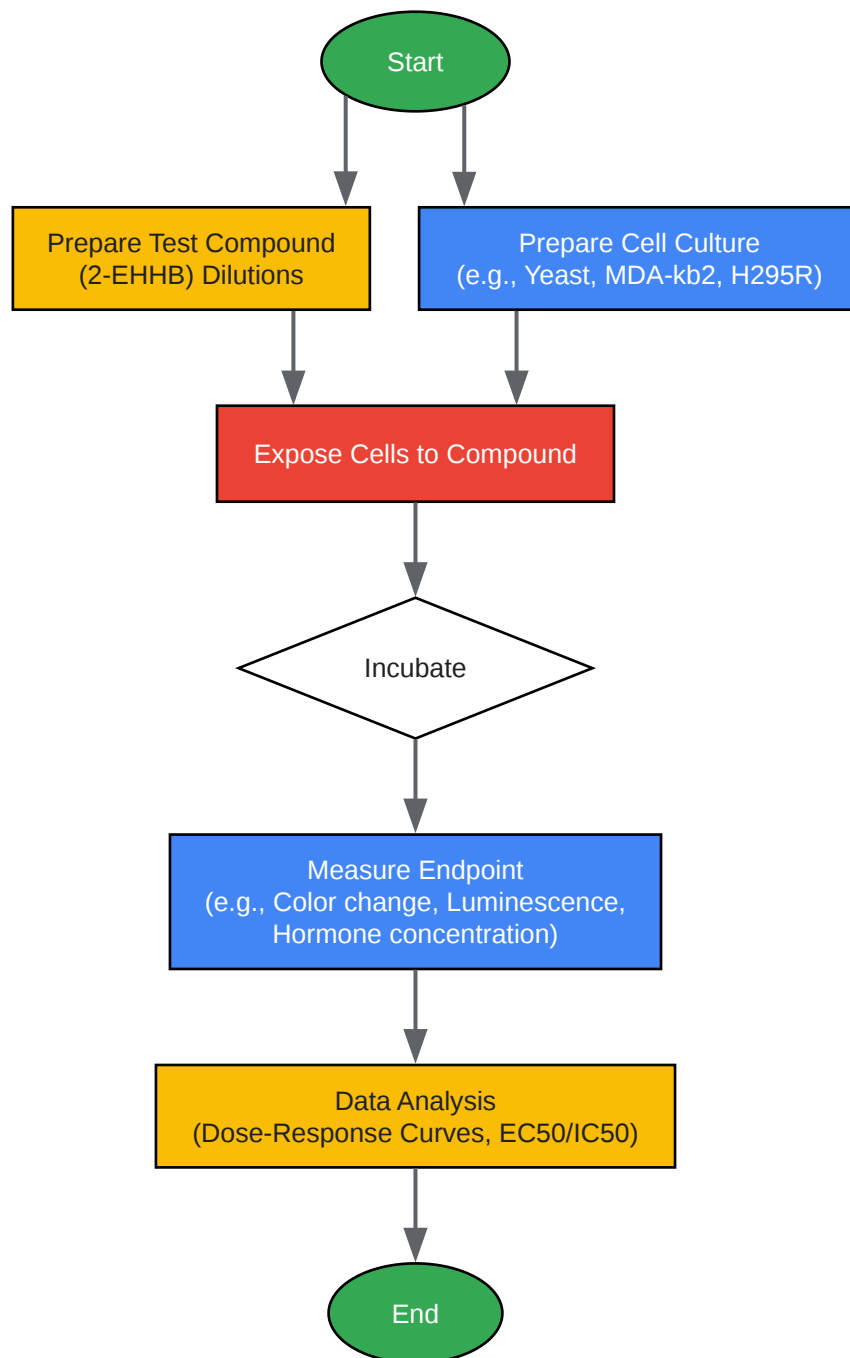 Start
Prepare Test Compound
(2-EHHB) Dilutions
Prepare Cell Culture
(e.g., Yeast, MDA-kb2, H295R)
Expose Cells to Compound
Incubate
Measure Endpoint
(e.g., Color change, Luminescence,
Hormone concentration)
Data Analysis
(Dose-Response Curves, EC50/IC50)
End